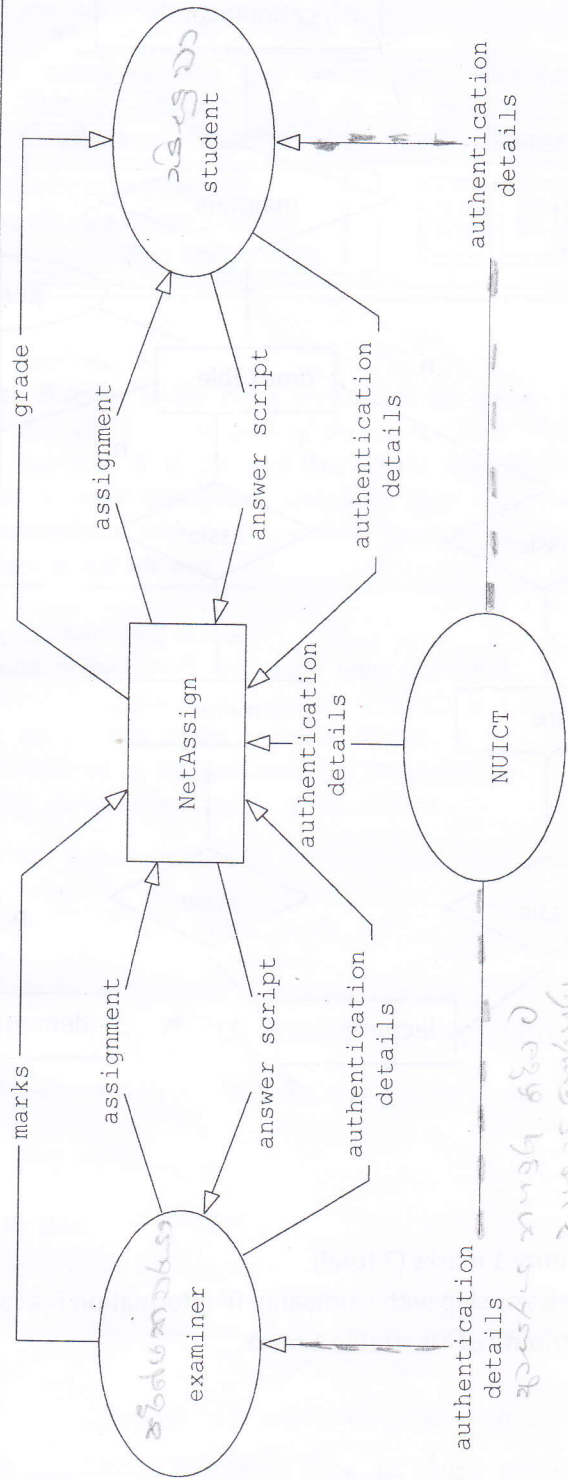 marks
grade
assignment
assignment
examiner
NetAssign
student
answer script
answer script
authentication
details
authentication
details
authentication
details
NUICT
authentication
details
authentication
details